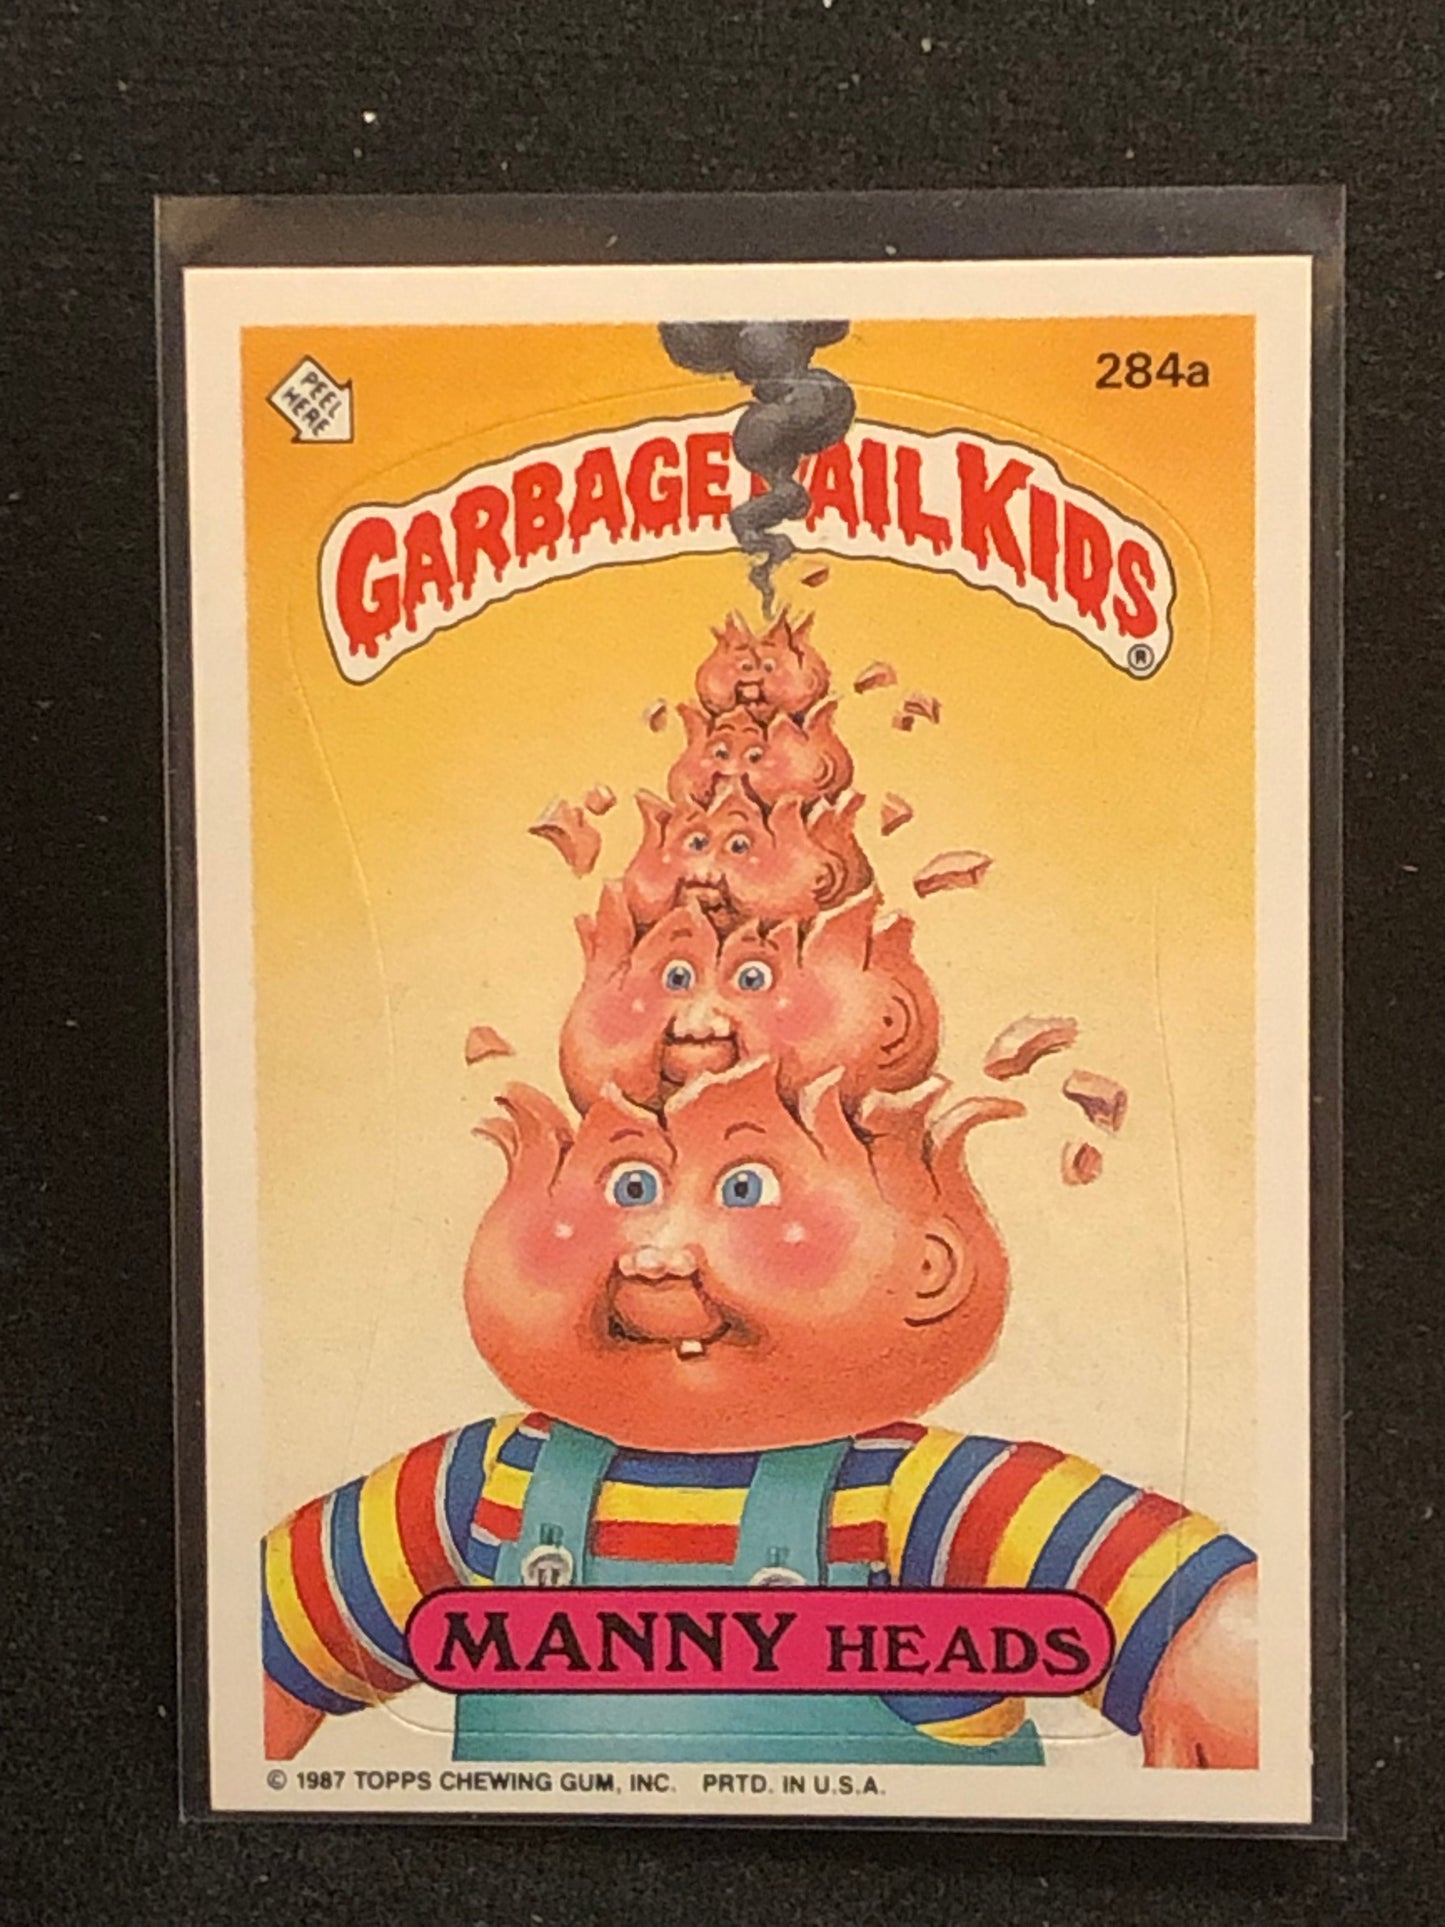 PEEL
HERE
284a
GARBAGE PAIL KIDS
®
MANNY HEADS
© 1987 TOPPS CHEWING GUM, INC. PRTD. IN U.S.A.